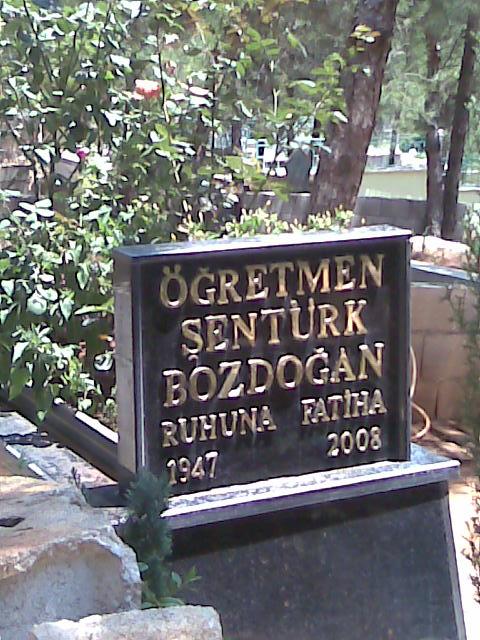 ÖĞRETMEN
ŞENTÜRK
BOZDOĞAN
RUHUNA FATİHA
1947 2008